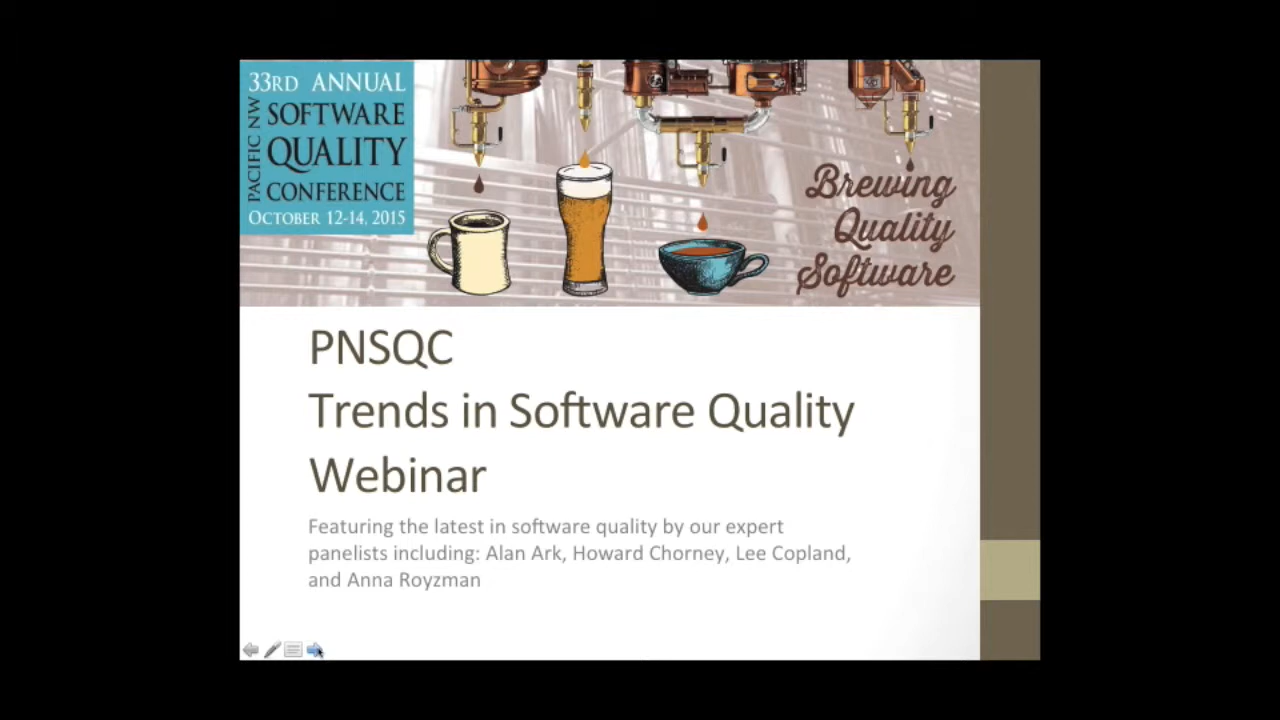 33RD ANNUAL
PACIFIC NW
SOFTWARE
QUALITY
CONFERENCE
OCTOBER 12-14, 2015
Brewing
Quality
Software
PNSQC
Trends in Software Quality
Webinar
Featuring the latest in software quality by our expert
panelists including: Alan Ark, Howard Chorney, Lee Copland,
and Anna Royzman